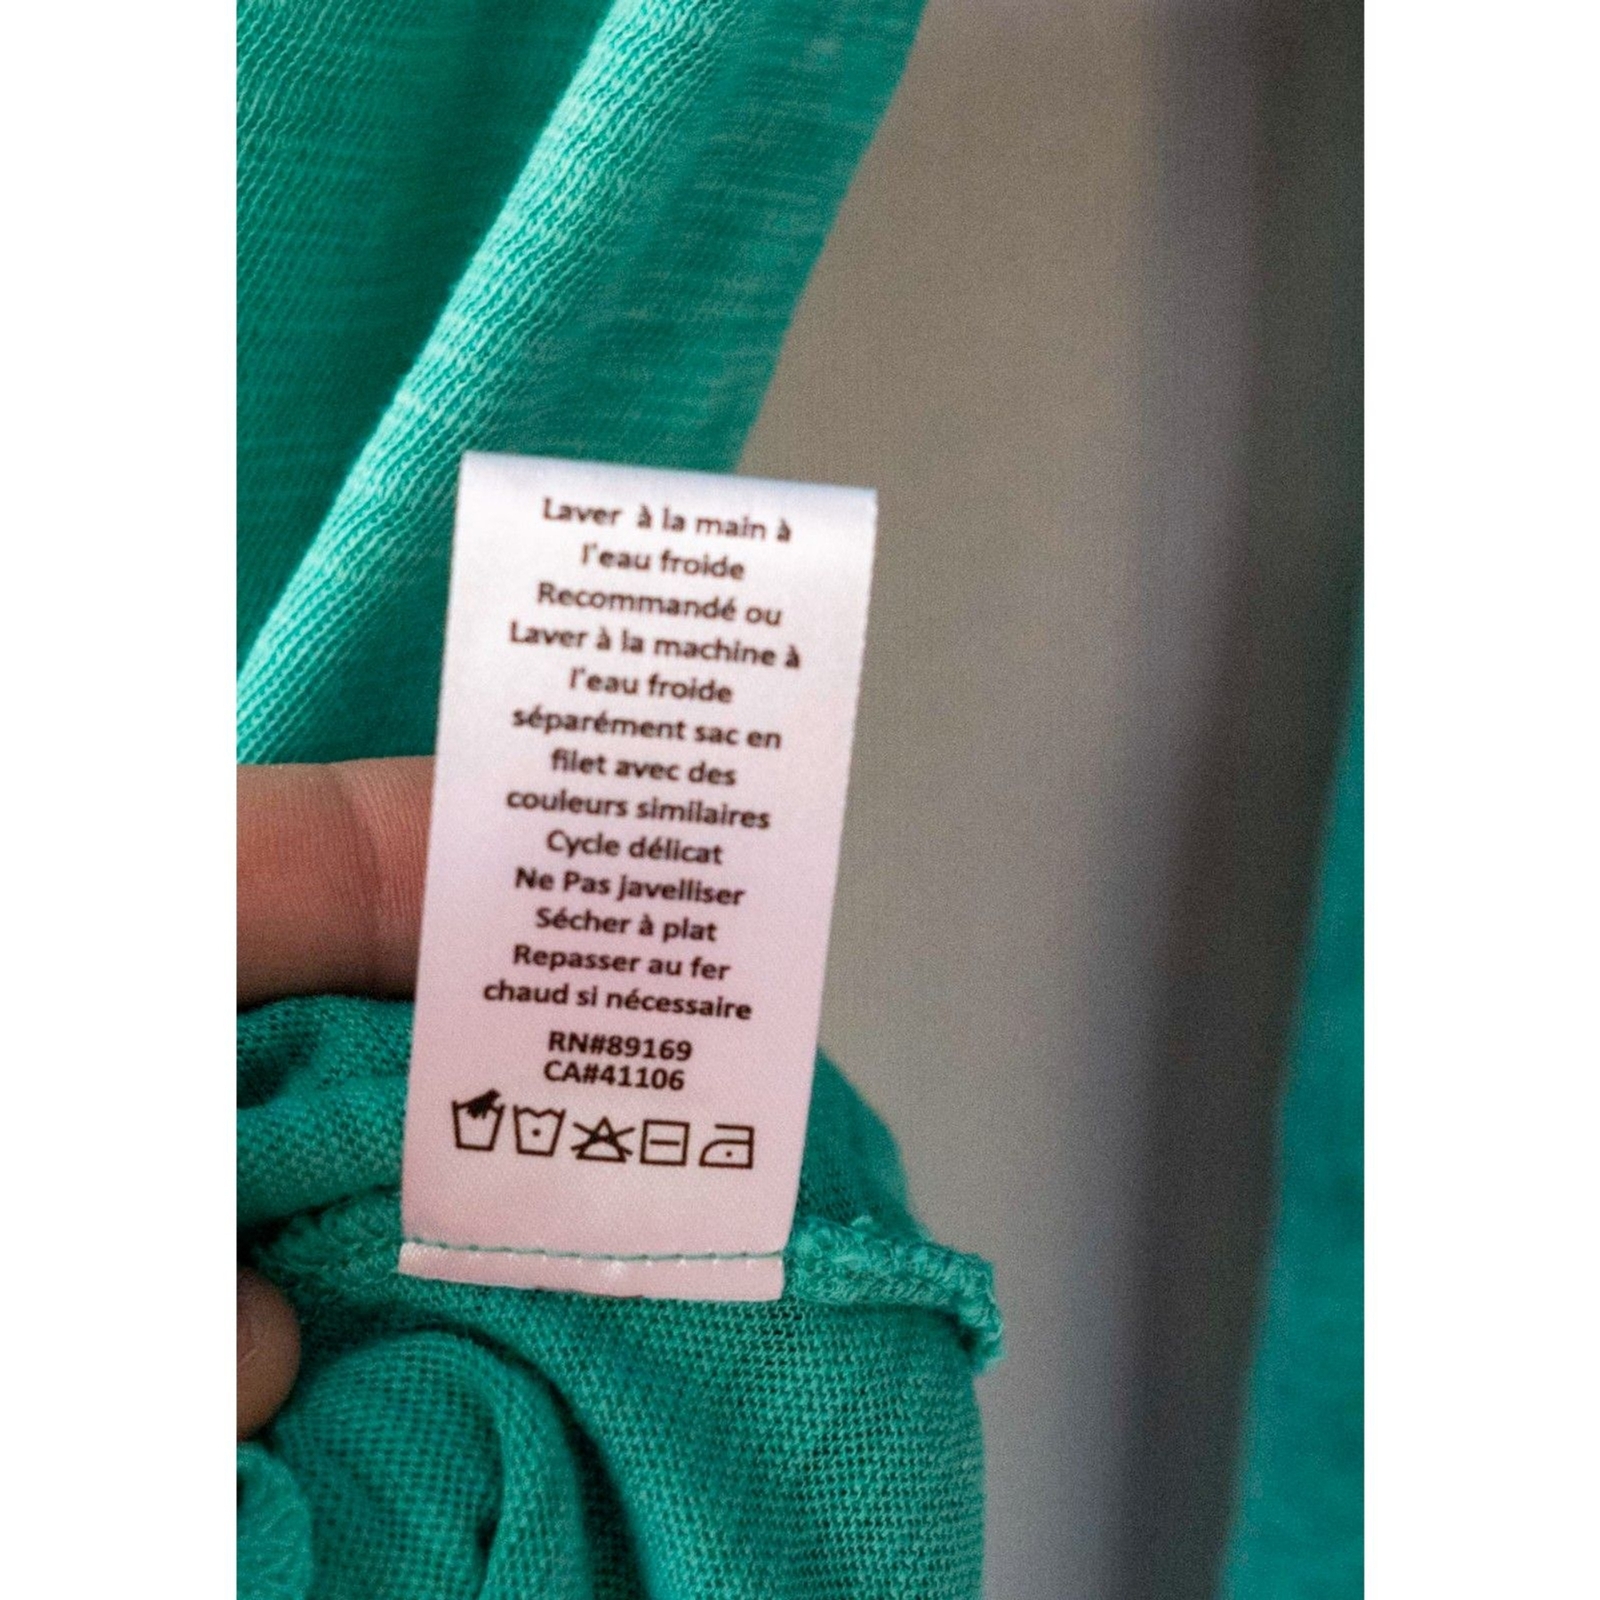 Laver à la main à
l'eau froide
Recommandé ou
Laver à la machine à
l'eau froide
séparément sac en
filet avec des
couleurs similaires
Cycle délicat
Ne Pas javelliser
Sécher à plat
Repasser au fer
chaud si nécessaire
RN#89169
CA#41106